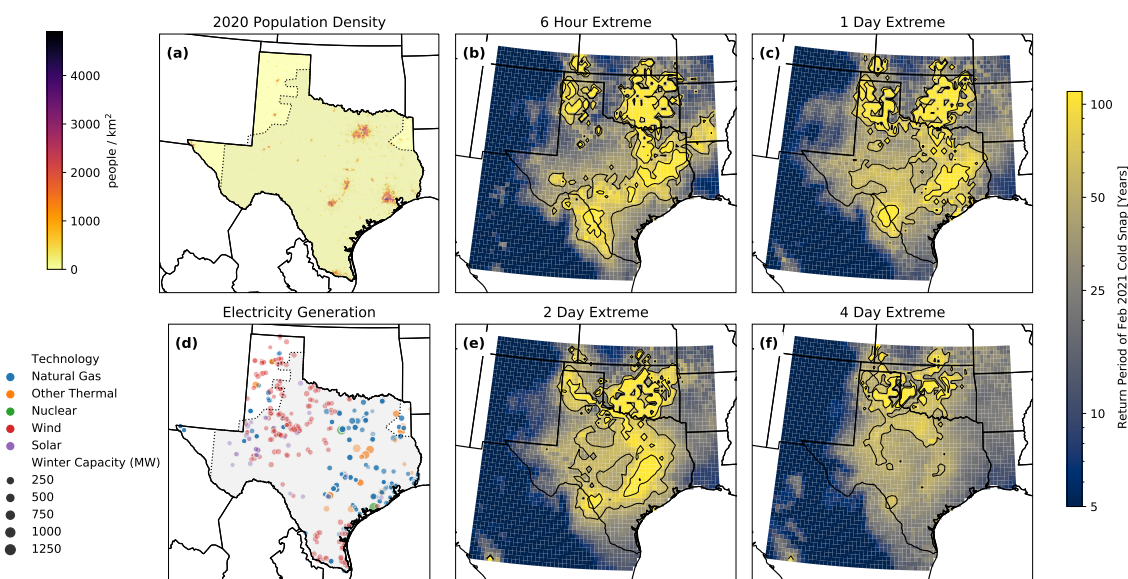 2020 Population Density
6 Hour Extreme
1 Day Extreme
(a)
(b)
(c)
4000
3000
2000
1000
0
people / km²
100
50
25
10
5
Return Period of Feb 2021 Cold Snap [Years]
Electricity Generation
2 Day Extreme
4 Day Extreme
(d)
(e)
(f)
Technology
Natural Gas
Other Thermal
Nuclear
Wind
Solar
Winter Capacity (MW)
250
500
750
1000
1250